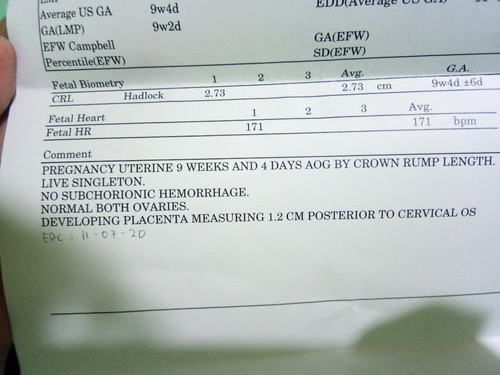 Average US GA 9w4d EDD(Average US GA)
GA(LMP) 9w2d
EFW Campbell GA(EFW)
Percentile(EFW) SD(EFW)
Fetal Biometry 1 2 3 Avg. G.A.
CRL Hadlock 2.73 2.73 cm 9w4d ±6d
Fetal Heart 1 2 3 Avg.
Fetal HR 171 171 bpm
Comment
PREGNANCY UTERINE 9 WEEKS AND 4 DAYS AOG BY CROWN RUMP LENGTH.
LIVE SINGLETON.
NO SUBCHORIONIC HEMORRHAGE.
NORMAL BOTH OVARIES.
DEVELOPING PLACENTA MEASURING 1.2 CM POSTERIOR TO CERVICAL OS
EDC : 11-07-20